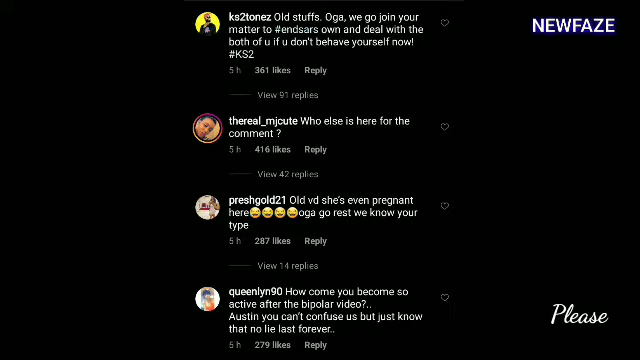 ks2tonez Old stuffs. Oga, we go join your
matter to #endsars own and deal with the
both of u if u don't behave yourself now!
#KS2
5 h 361 likes Reply
View 91 replies
thereal_mjcute Who else is here for the
comment ?
5 h 416 likes Reply
View 42 replies
preshgold21 Old vd she's even pregnant
here😂😂😂😂oga go rest we know your
type
5 h 287 likes Reply
View 14 replies
queenlyn90 How come you become so
active after the bipolar video?..
Austin you can't confuse us but just know
that no lie last forever..
5 h 279 likes Reply
NEWFAZE
Please